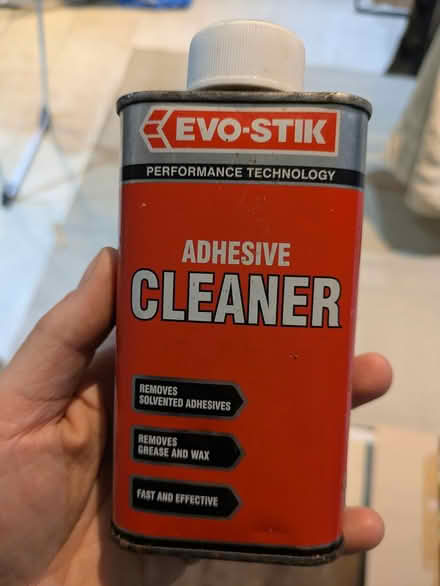 EVO-STIK
PERFORMANCE TECHNOLOGY
ADHESIVE
CLEANER
REMOVES
SOLVENTED ADHESIVES
REMOVES
GREASE AND WAX
FAST AND EFFECTIVE